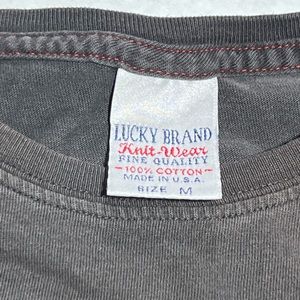 LUCKY BRAND
Knit-Wear
FINE QUALITY
~100% COTTON~
MADE IN U.S.A.
SIZE M